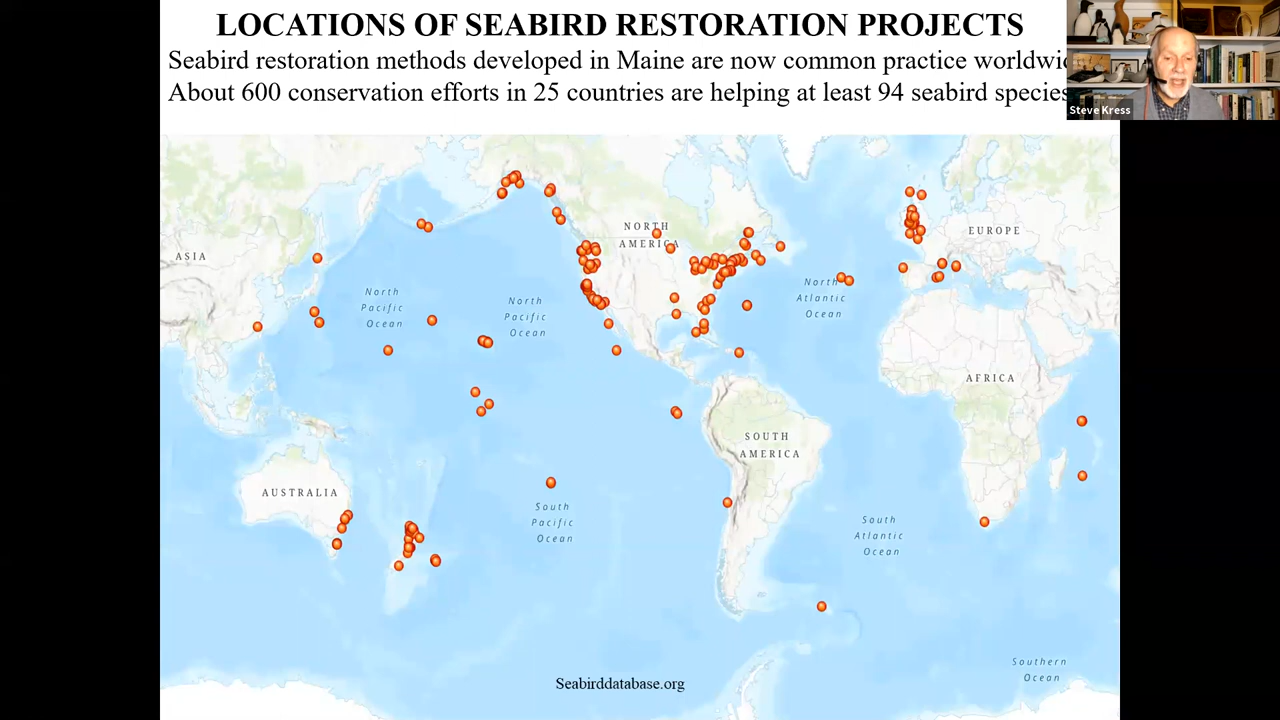 LOCATIONS OF SEABIRD RESTORATION PROJECTS
Seabird restoration methods developed in Maine are now common practice
About 600 conservation efforts in 25 countries are helping at least 94 seabird species
Steve Kress
NORTH
AMERICA
EUROPE
ASIA
North
Pacific
Ocean
North
Pacific
Ocean
North
Atlantic
Ocean
AFRICA
SOUTH
AMERICA
AUSTRALIA
South
Pacific
Ocean
South
Atlantic
Ocean
Southern
Ocean
Seabirddatabase.org